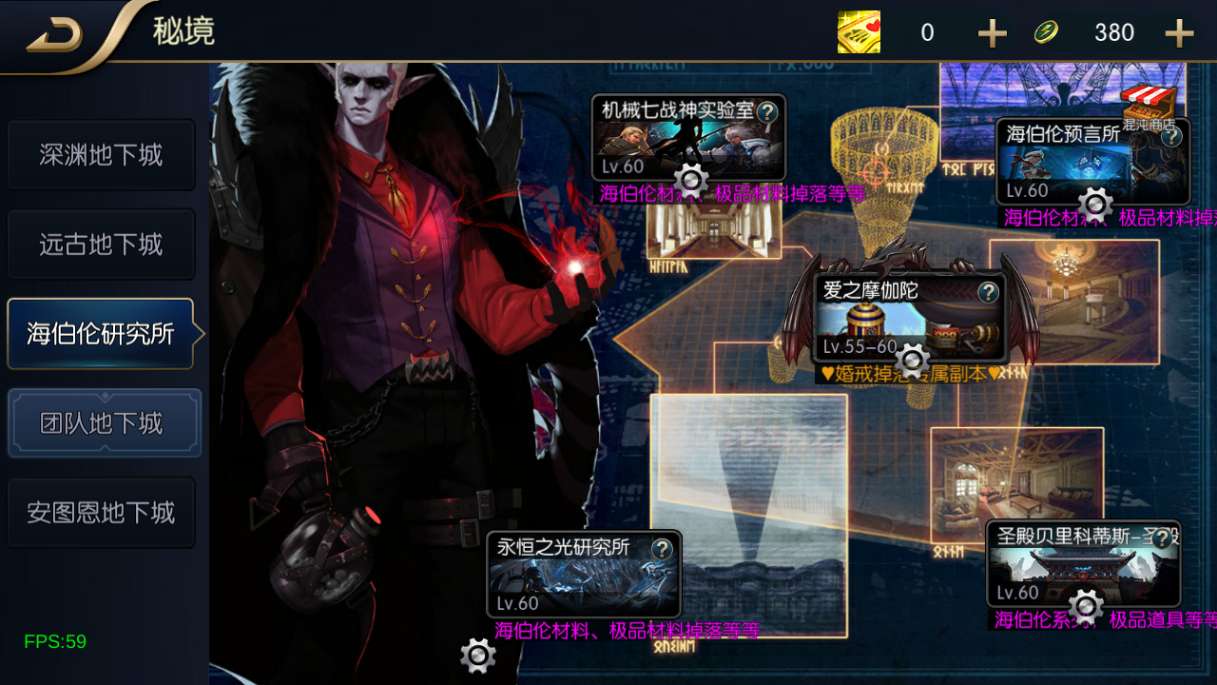 秘境
0
380
深渊地下城
远古地下城
海伯伦研究所
团队地下城
安图恩地下城
FPS:59
机械七战神实验室
?
Lv.60
海伯伦材 极品材料掉落等等
混沌商店
海伯伦预言所
?
Lv.60
海伯伦材 极品材料掉
爱之摩伽陀
?
Lv.55-60
♥婚戒掉 专属副本♥
永恒之光研究所
?
Lv.60
海伯伦材料、极品材料掉落等等
圣殿贝里科蒂斯-圣殿
?
Lv.60
海伯伦系 极品道具等等